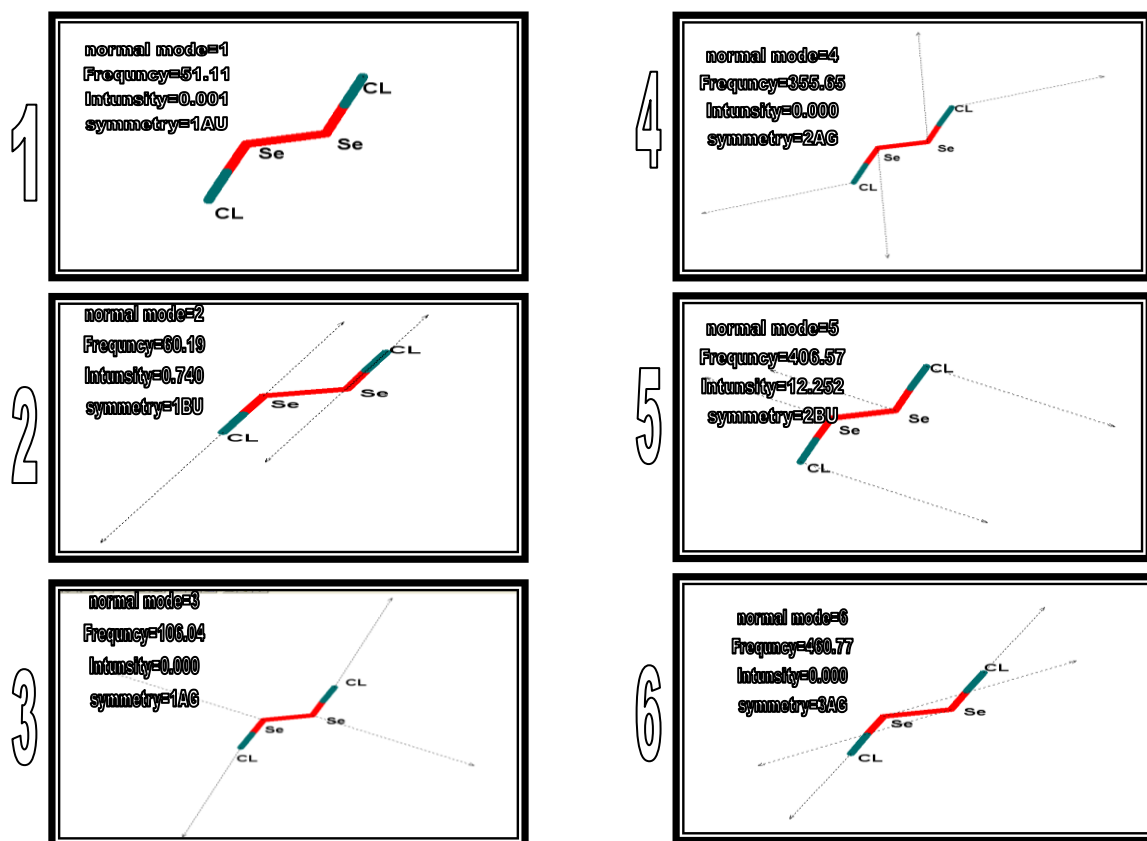 1
normal mode=1
Frequncy=51.11
Intunsity=0.001
symmetry=1AU
CL
Se
Se
CL
2
normal mode=2
Frequncy=60.19
Intunsity=0.740
symmetry=1BU
CL
Se
Se
CL
3
normal mode=3
Frequncy=106.04
Intunsity=0.000
symmetry=1AG
CL
Se
Se
CL
4
normal mode=4
Frequncy=355.65
Intunsity=0.000
symmetry=2AG
CL
Se
Se
CL
5
normal mode=5
Frequncy=406.57
Intunsity=12.252
symmetry=2BU
CL
Se
Se
CL
6
normal mode=6
Frequncy=460.77
Intunsity=0.000
symmetry=3AG
CL
Se
Se
CL